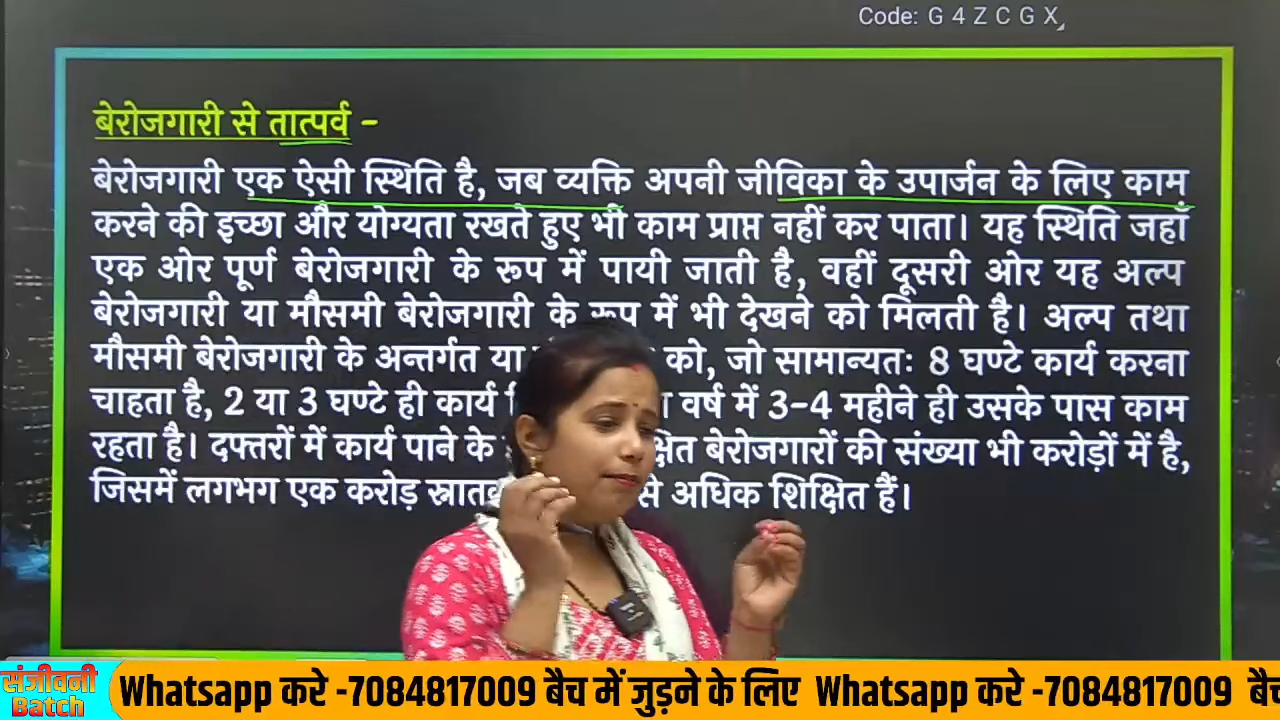 Code: G 4 Z C G X
बेरोजगारी से तात्पर्व -
बेरोजगारी एक ऐसी स्थिति है, जब व्यक्ति अपनी जीविका के उपार्जन के लिए काम
करने की इच्छा और योग्यता रखते हुए भी काम प्राप्त नहीं कर पाता। यह स्थिति जहाँ
एक ओर पूर्ण बेरोजगारी के रूप में पायी जाती है, वहीं दूसरी ओर यह अल्प
बेरोजगारी या मौसमी बेरोजगारी के रूप में भी देखने को मिलती है। अल्प तथा
मौसमी बेरोजगारी के अन्तर्गत या को, जो सामान्यतः 8 घण्टे कार्य करना
चाहता है, 2 या 3 घण्टे ही कार्य वर्ष में 3-4 महीने ही उसके पास काम
रहता है। दफ्तरों में कार्य पाने के बेरोजगारों की संख्या भी करोड़ों में है,
जिसमें लगभग एक करोड़ से अधिक शिक्षित हैं।
संजीवनी
Batch
Whatsapp करे -7084817009 बैच में जुड़ने के लिए Whatsapp करे -7084817009